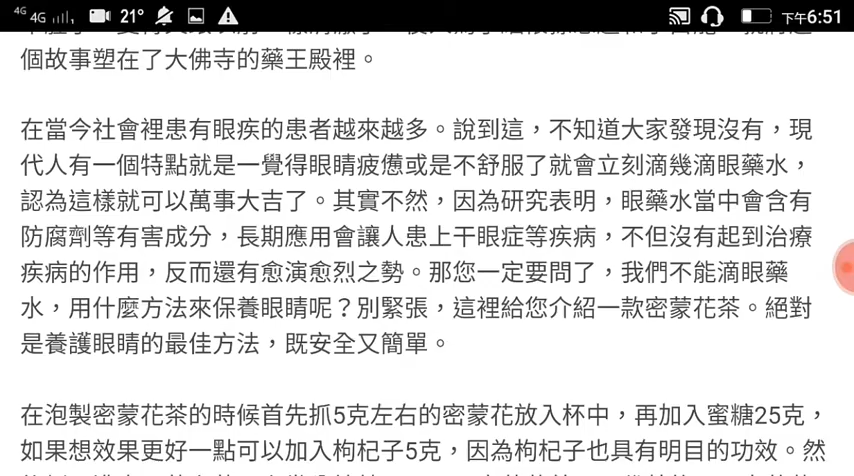 4G 4G 21° 下午6:51
個故事塑在了大佛寺的藥王殿裡。
在當今社會裡患有眼疾的患者越來越多。說到這，不知道大家發現沒有，現
代人有一個特點就是一覺得眼睛疲憊或是不舒服了就會立刻滴幾滴眼藥水，
認為這樣就可以萬事大吉了。其實不然，因為研究表明，眼藥水當中會含有
防腐劑等有害成分，長期應用會讓人患上干眼症等疾病，不但沒有起到治療
疾病的作用，反而還有愈演愈烈之勢。那您一定要問了，我們不能滴眼藥
水，用什麼方法來保養眼睛呢？別緊張，這裡給您介紹一款密蒙花茶。絕對
是養護眼睛的最佳方法，既安全又簡單。
在泡製密蒙花茶的時候首先抓5克左右的密蒙花放入杯中，再加入蜜糖25克，
如果想效果更好一點可以加入枸杞子5克，因為枸杞子也具有明目的功效。然